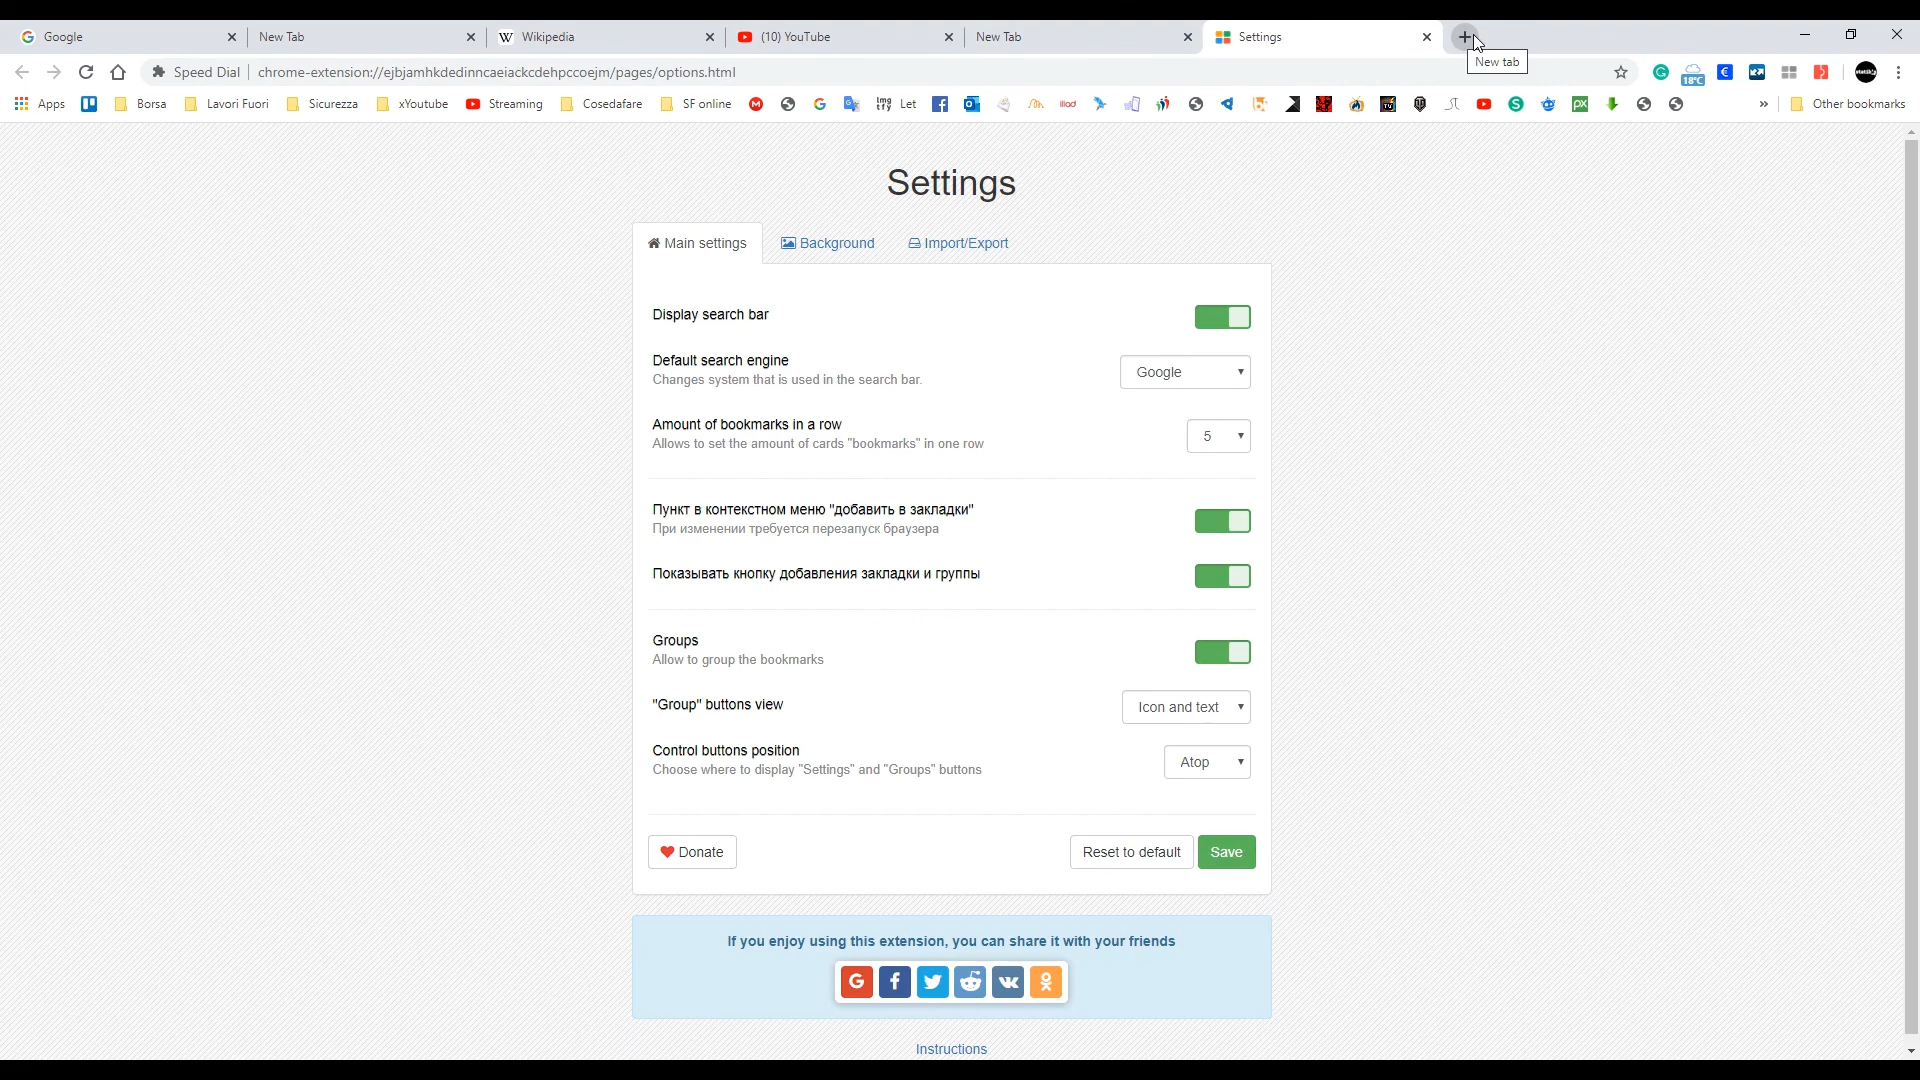 Google
New Tab
Wikipedia
(10) YouTube
New Tab
Settings
New tab
Speed Dial
chrome-extension://ejbjamhkdedinncaeiackcdehpccoejm/pages/options.html
18°C
Apps
Borsa
Lavori Fuori
Sicurezza
xYoutube
Streaming
Cosedafare
SF online
Let
»
Other bookmarks
Settings
Main settings
Background
Import/Export
Display search bar
Default search engine
Changes system that is used in the search bar.
Google
Amount of bookmarks in a row
Allows to set the amount of cards "bookmarks" in one row
5
Пункт в контекстном меню "добавить в закладки"
При изменении требуется перезапуск браузера
Показывать кнопку добавления закладки и группы
Groups
Allow to group the bookmarks
"Group" buttons view
Icon and text
Control buttons position
Choose where to display "Settings" and "Groups" buttons
Atop
Donate
Reset to default
Save
If you enjoy using this extension, you can share it with your friends
Instructions